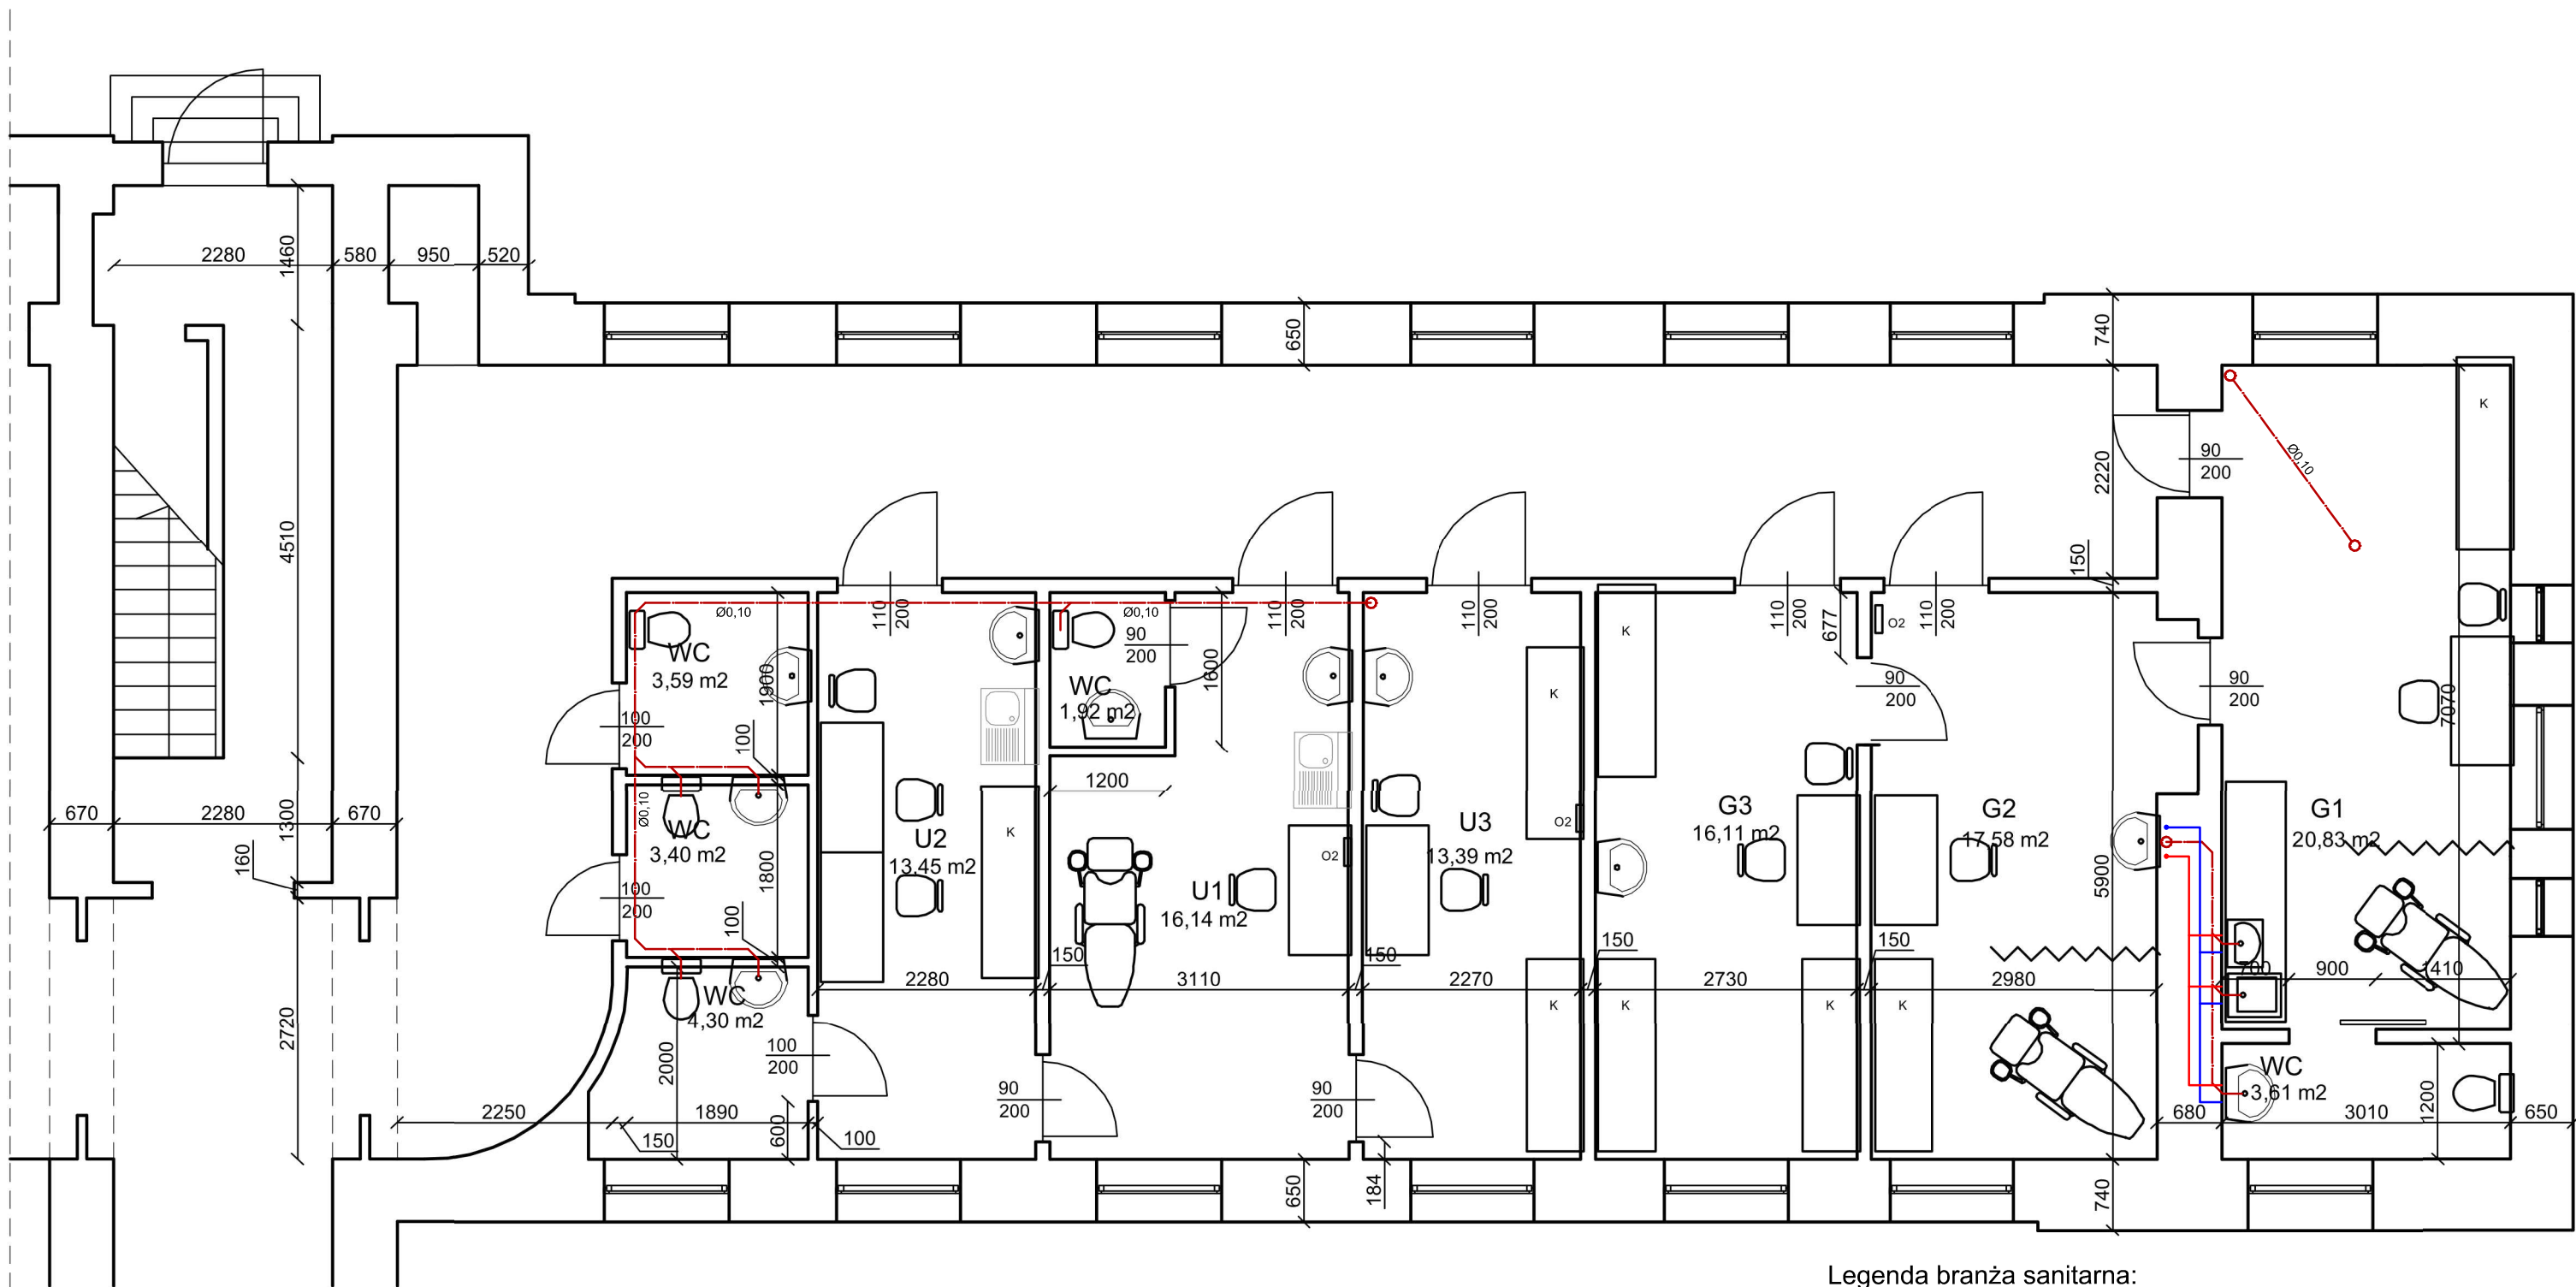 2280
580
950
520
1460
650
740
K
90
200
2220
Ø0,10
4510
150
Ø0,10
Ø0,10
110
200
110
200
110
200
110
200
110
200
677
O2
WC
3,59 m2
1900
90
200
1600
WC
1,92 m2
K
K
90
200
90
200
7070
100
200
100
1200
670
2280
670
1300
160
Ø0,10
WC
3,40 m2
1800
K
U2
13,45 m2
O2
U1
16,14 m2
U3
13,39 m2
O2
G3
16,11 m2
G2
17,58 m2
5900
G1
20,83 m2
100
200
100
150
150
150
150
2280
3110
2270
2730
2980
700
900
1410
K
K
K
K
WC
4,30 m2
2720
2000
100
200
90
200
90
200
WC
3,61 m2
1200
2250
150
1890
600
100
680
3010
650
650
184
740
Legenda branża sanitarna: